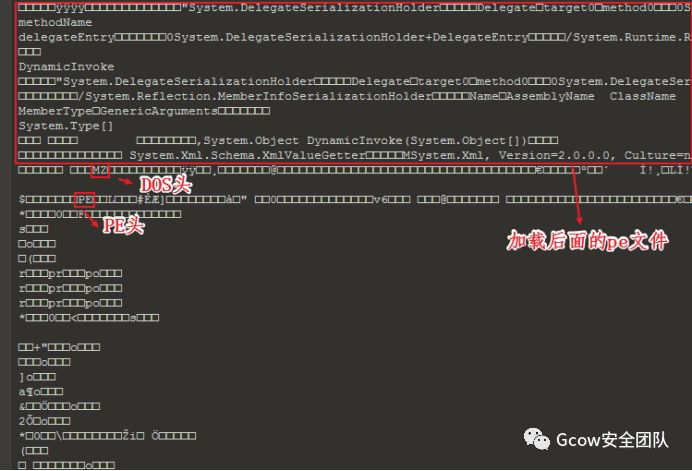 □□□□□ÿÿÿÿ□□□□□□□□□□□□□"System.DelegateSerializationHolder□□□□□Delegate□target0□method0□□□0S
methodName
delegateEntry□□□□□□□0System.DelegateSerializationHolder+DelegateEntry□□□□□/System.Runtime.R
□□□
DynamicInvoke
□□□□□"System.DelegateSerializationHolder□□□□□Delegate□target0□method0□□□0System.DelegateSer
□□□□□□□□/System.Reflection.MemberInfoSerializationHolder□□□□□Name□AssemblyName ClassName
MemberType□GenericArguments□□□□□□□
System.Type[]
□□□ □□□□ □□□□□□□□,System.Object DynamicInvoke(System.Object[])□□□□
□□□□□□□□□□□□□□ System.Xml.Schema.XmlValueGetter□□□□□MSystem.Xml, Version=2.0.0.0, Culture=n
MZ
DOS头
PE
PE头
加载后面的pe文件
s□□□
□o□□□
□(□□□
r□□□pr□□□po□□□
r□□□pr□□□po□□□
r□□□pr□□□po□□□
*□□□0□□<□□□□□□□s□□□
□□+"□□□o□□□
□□□o□□□
]o□□□
a¶o□□□
&□□Ö□□□o□□□
2Õ□o□□□
*□0□□\□□□□□□□□Ži□ Ö□□□□□
(□□□
Gcow安全团队